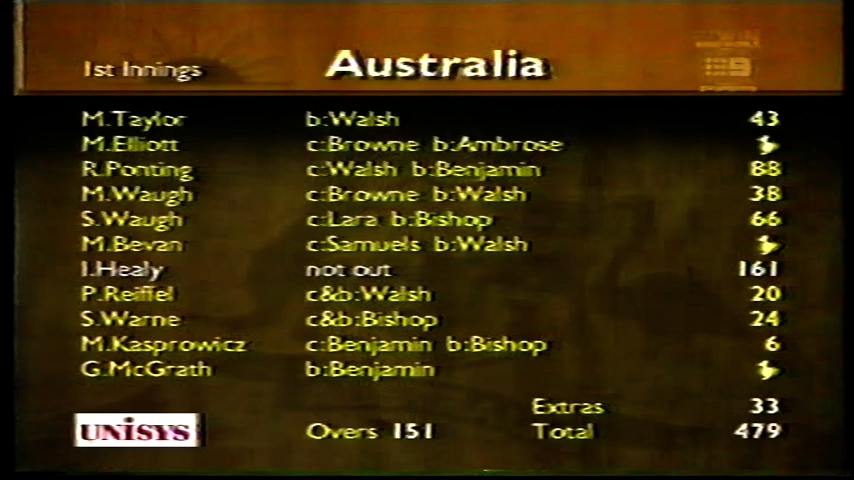 1st Innings Australia
M.Taylor b:Walsh 43
M.Elliott c:Browne b:Ambrose
R.Ponting c:Walsh b:Benjamin 88
M.Waugh c:Browne b:Walsh 38
S.Waugh c:Lara b:Bishop 66
M.Bevan c:Samuels b:Walsh
I.Healy not out 161
P.Reiffel c&b:Walsh 20
S.Warne c&b:Bishop 24
M.Kasprowicz c:Benjamin b:Bishop 6
G.McGrath b:Benjamin
Extras 33
UNISYS Overs 151 Total 479